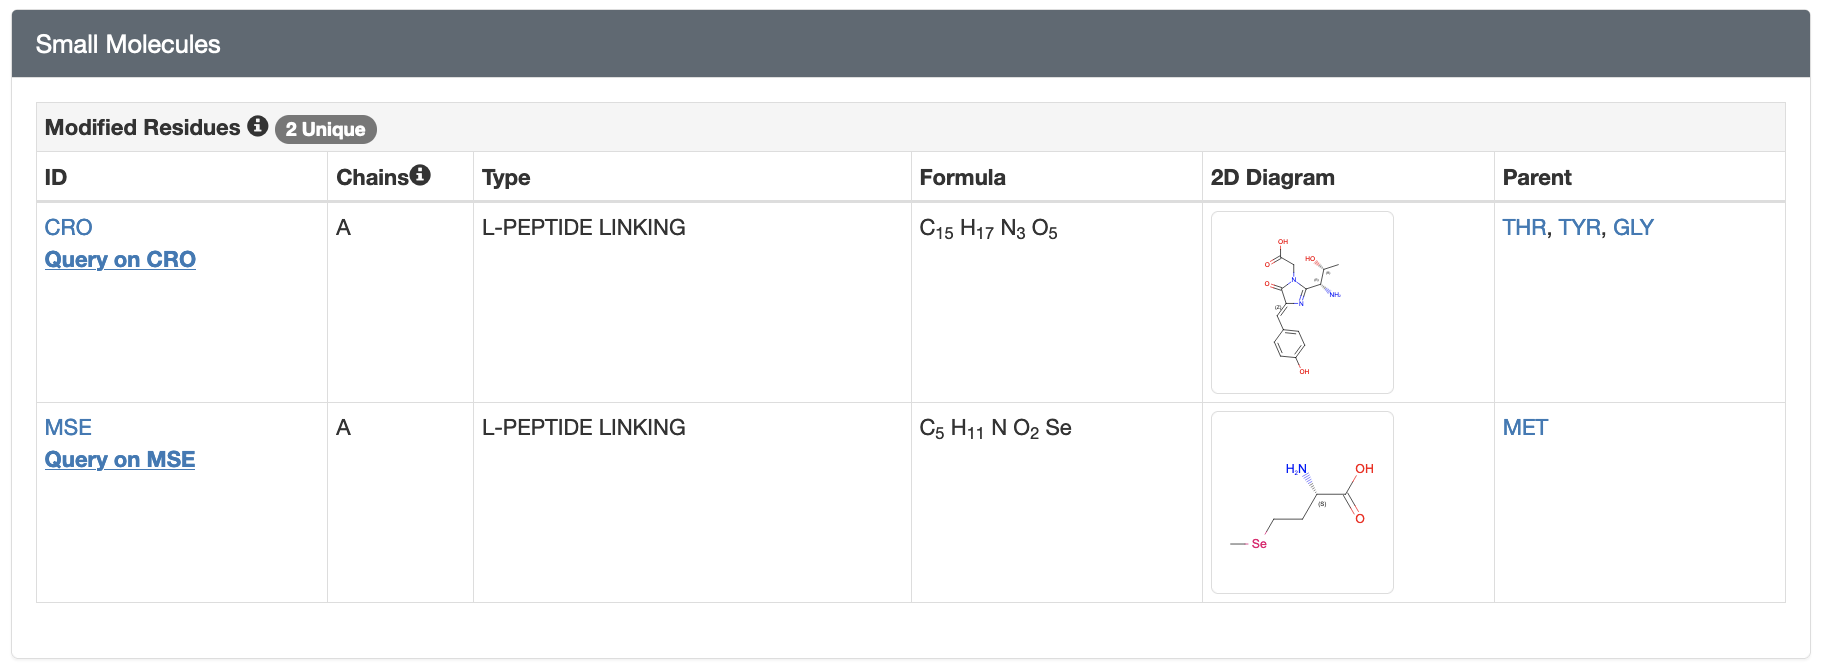 Small Molecules
Modified Residues 2 Unique
ID Chains Type Formula 2D Diagram Parent
CRO A L-PEPTIDE LINKING C15 H17 N3 O5 THR, TYR, GLY
Query on CRO
OH
O
HO
N
O
NH2
N
(Z)
OH
MSE A L-PEPTIDE LINKING C5 H11 N O2 Se MET
Query on MSE
H2N OH
(S)
O
Se